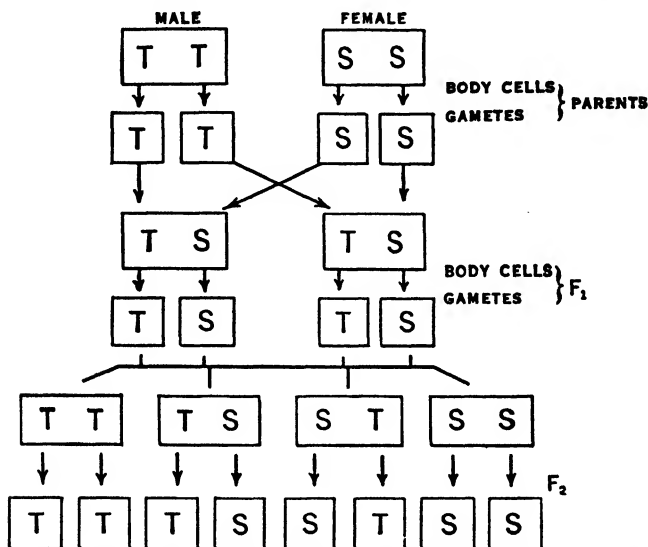 MALE FEMALE
T T S S
BODY CELLS
GAMETES } PARENTS
T T S S
T S T S
BODY CELLS
GAMETES } F₁
T S T S
T T T S S T S S
F₂
T T T S S T S S